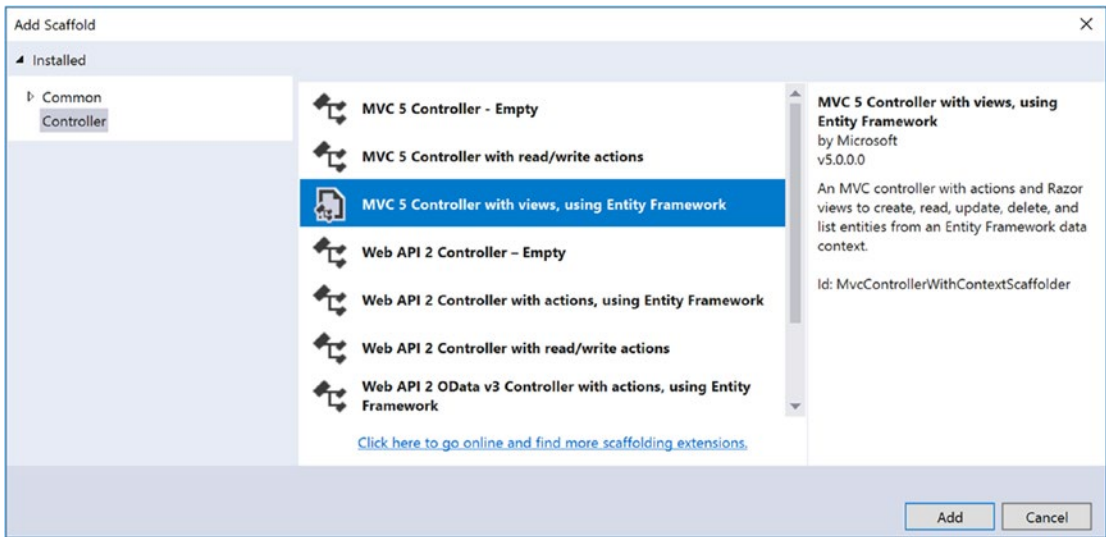 Add Scaffold
Installed
Common
Controller
MVC 5 Controller - Empty
MVC 5 Controller with read/write actions
MVC 5 Controller with views, using Entity Framework
Web API 2 Controller – Empty
Web API 2 Controller with actions, using Entity Framework
Web API 2 Controller with read/write actions
Web API 2 OData v3 Controller with actions, using Entity
Framework
Click here to go online and find more scaffolding extensions.
MVC 5 Controller with views, using
Entity Framework
by Microsoft
v5.0.0.0
An MVC controller with actions and Razor
views to create, read, update, delete, and
list entities from an Entity Framework data
context.
Id: MvcControllerWithContextScaffolder
Add
Cancel